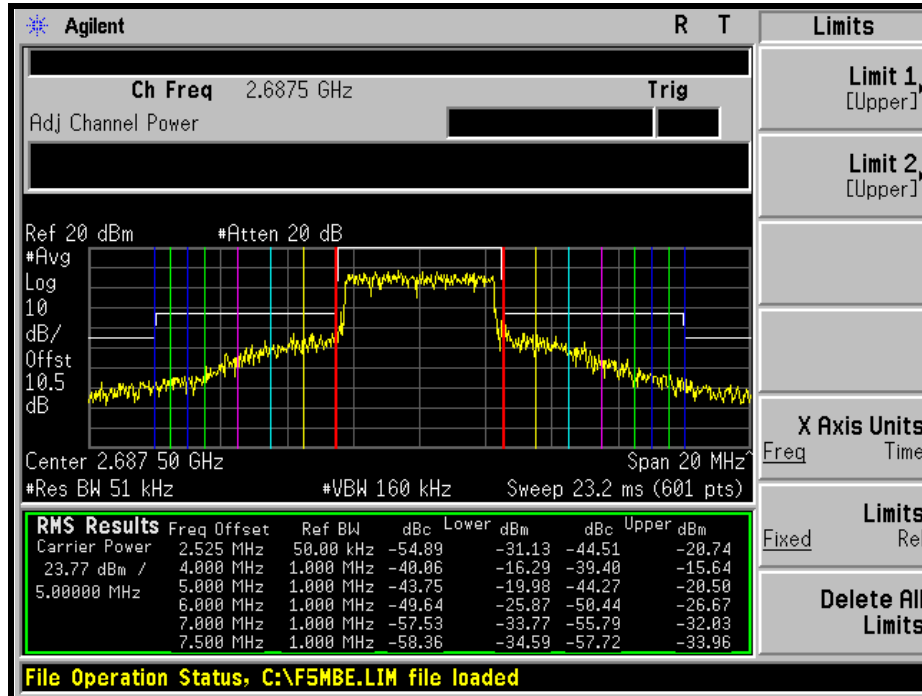 Agilent R T Limits
Ch Freq 2.6875 GHz Trig
Adj Channel Power
Limit 1
[Upper]
Limit 2
[Upper]
Ref 20 dBm #Atten 20 dB
#Avg
Log
10
dB/
Offst
10.5
dB
Center 2.687 50 GHz Span 20 MHz^
#Res BW 51 kHz #VBW 160 kHz Sweep 23.2 ms (601 pts)
X Axis Units
Freq Time
Limits
Fixed Rel
Delete All
Limits
RMS Results Freq Offset Ref BW dBc Lower dBm dBc Upper dBm
Carrier Power 2.525 MHz 50.00 kHz -54.89 -31.13 -44.51 -20.74
23.77 dBm / 4.000 MHz 1.000 MHz -40.06 -16.29 -39.40 -15.64
5.00000 MHz 5.000 MHz 1.000 MHz -43.75 -19.98 -44.27 -20.50
6.000 MHz 1.000 MHz -49.64 -25.87 -50.44 -26.67
7.000 MHz 1.000 MHz -57.53 -33.77 -55.79 -32.03
7.500 MHz 1.000 MHz -58.36 -34.59 -57.72 -33.96
File Operation Status, C:\F5MBE.LIM file loaded